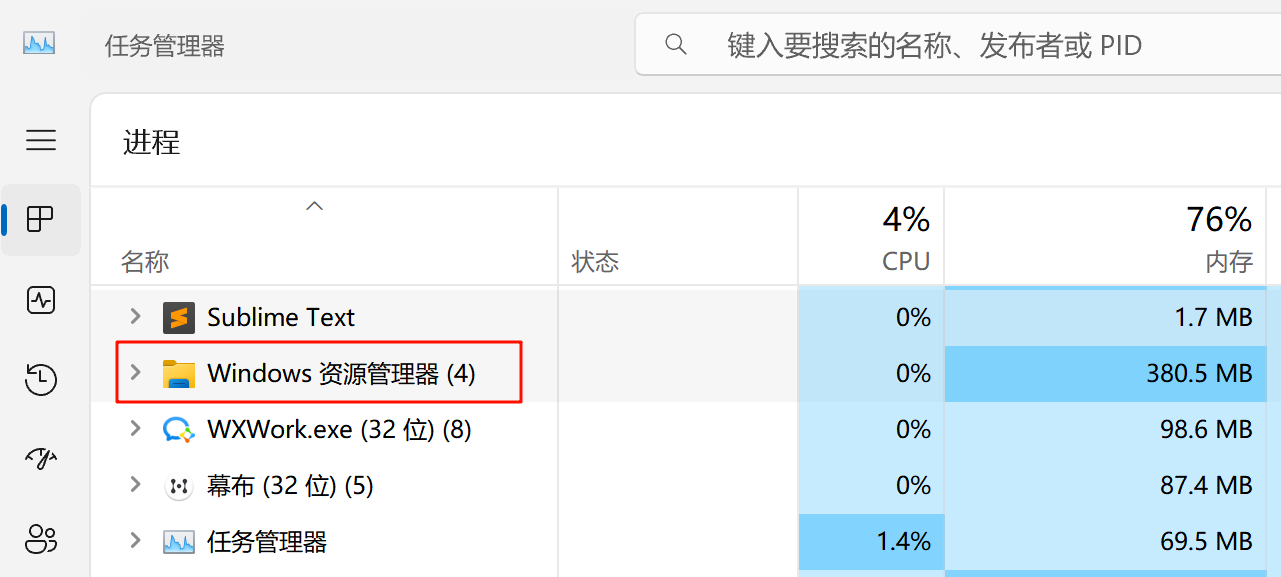 任务管理器
键入要搜索的名称、发布者或 PID
进程
4% 76%
名称 状态 CPU 内存
Sublime Text 0% 1.7 MB
Windows 资源管理器 (4) 0% 380.5 MB
WXWork.exe (32 位) (8) 0% 98.6 MB
幕布 (32 位) (5) 0% 87.4 MB
任务管理器 1.4% 69.5 MB